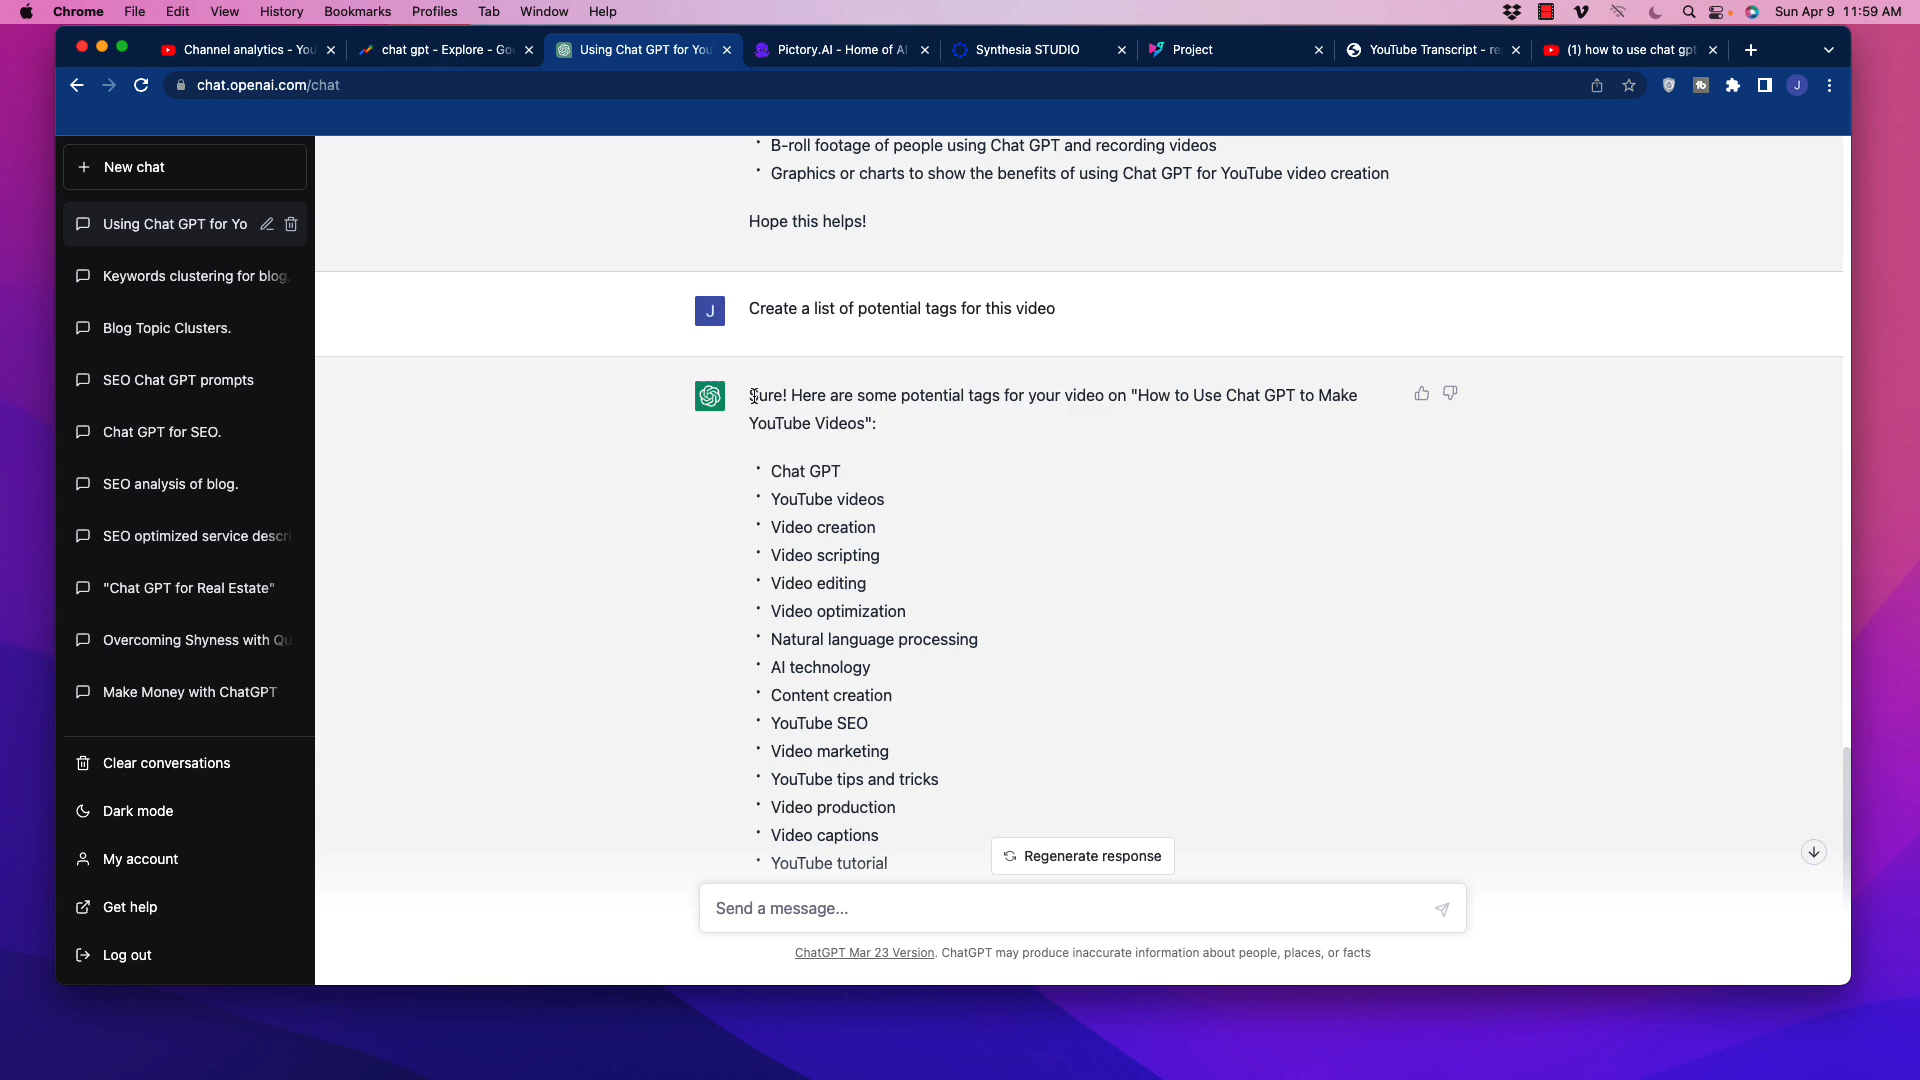 Chrome File Edit View History Bookmarks Profiles Tab Window Help Sun Apr 9 11:59 AM
Channel analytics - You chat gpt - Explore - Goo Using Chat GPT for You Pictory.AI - Home of AI Synthesia STUDIO Project YouTube Transcript - re (1) how to use chat gpt
chat.openai.com/chat J
New chat
Using Chat GPT for Yo
Keywords clustering for blog.
Blog Topic Clusters.
SEO Chat GPT prompts
Chat GPT for SEO.
SEO analysis of blog.
SEO optimized service descri
"Chat GPT for Real Estate"
Overcoming Shyness with Qu
Make Money with ChatGPT
Clear conversations
Dark mode
My account
Get help
Log out
• B-roll footage of people using Chat GPT and recording videos
• Graphics or charts to show the benefits of using Chat GPT for YouTube video creation
Hope this helps!
J Create a list of potential tags for this video
Sure! Here are some potential tags for your video on "How to Use Chat GPT to Make
YouTube Videos":
• Chat GPT
• YouTube videos
• Video creation
• Video scripting
• Video editing
• Video optimization
• Natural language processing
• AI technology
• Content creation
• YouTube SEO
• Video marketing
• YouTube tips and tricks
• Video production
• Video captions
• YouTube tutorial
Regenerate response
Send a message...
ChatGPT Mar 23 Version. ChatGPT may produce inaccurate information about people, places, or facts